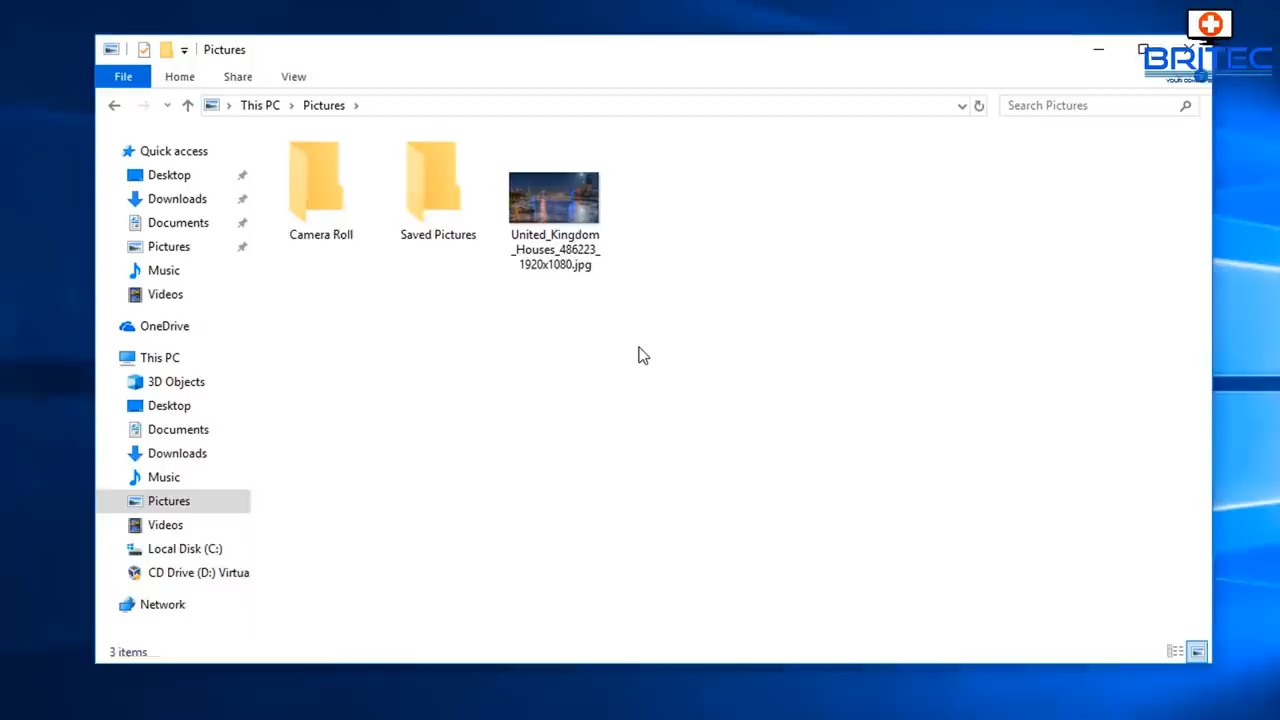 Pictures
File Home Share View
This PC Pictures
Search Pictures
Quick access
Desktop
Downloads
Documents
Pictures
Music
Videos
OneDrive
This PC
3D Objects
Desktop
Documents
Downloads
Music
Pictures
Videos
Local Disk (C:)
CD Drive (D:) Virtua
Network
Camera Roll
Saved Pictures
United_Kingdom
_Houses_486223_
1920x1080.jpg
3 items
BRITEC